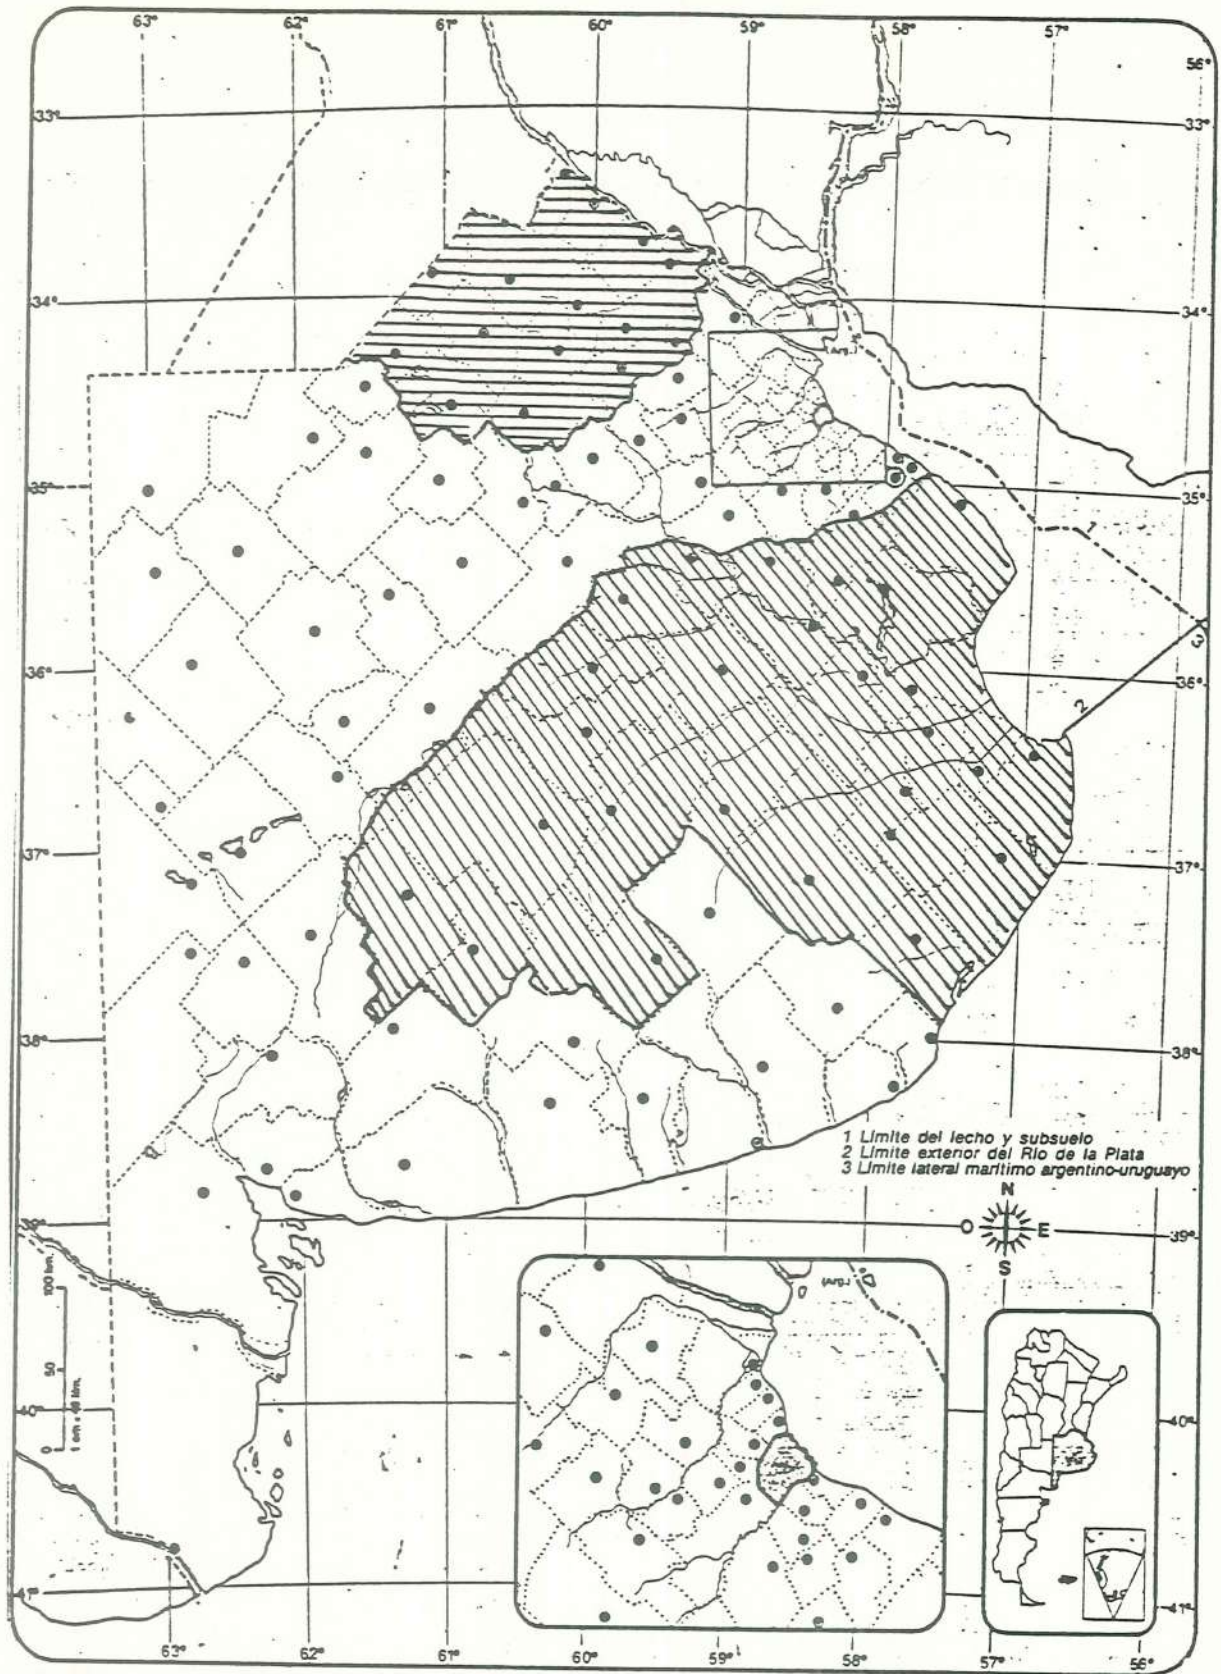 63° 62° 61° 60° 59° 58° 57° 56°
33° 33°
34° 34°
35° 35°
36° 36°
37° 37°
38° 38°
39° 39°
40° 40°
41° 41°
1
3
2
1 Límite del lecho y subsuelo
2 Límite exterior del Río de la Plata
3 Límite lateral marítimo argentino-uruguayo
N
O E
S
0 50 100 km.
63° 62° 61° 60° 59° 58° 57° 56°